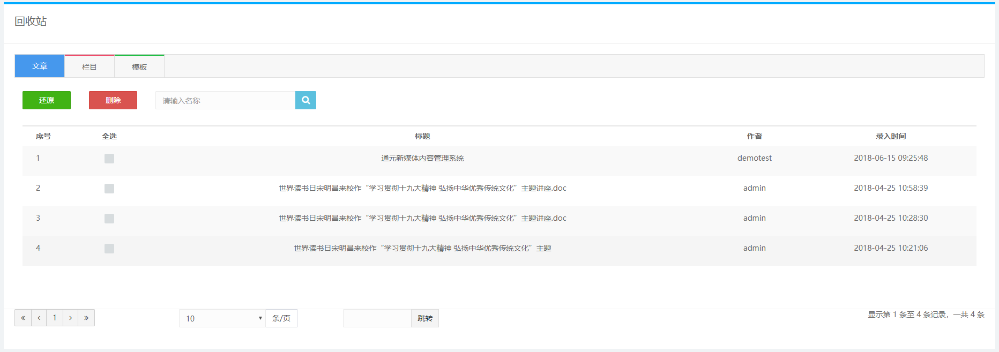 回收站
文章 栏目 模板
还原 删除 请输入名称
序号 全选 标题 作者 录入时间
1 通元新媒体内容管理系统 demotest 2018-06-15 09:25:48
2 世界读书日宋明昌来校作“学习贯彻十九大精神 弘扬中华优秀传统文化”主题讲座.doc admin 2018-04-25 10:58:39
3 世界读书日宋明昌来校作“学习贯彻十九大精神 弘扬中华优秀传统文化”主题讲座.doc admin 2018-04-25 10:28:30
4 世界读书日宋明昌来校作“学习贯彻十九大精神 弘扬中华优秀传统文化”主题 admin 2018-04-25 10:21:06
« ‹ 1 › » 10 条/页 跳转 显示第 1 条至 4 条记录，一共 4 条